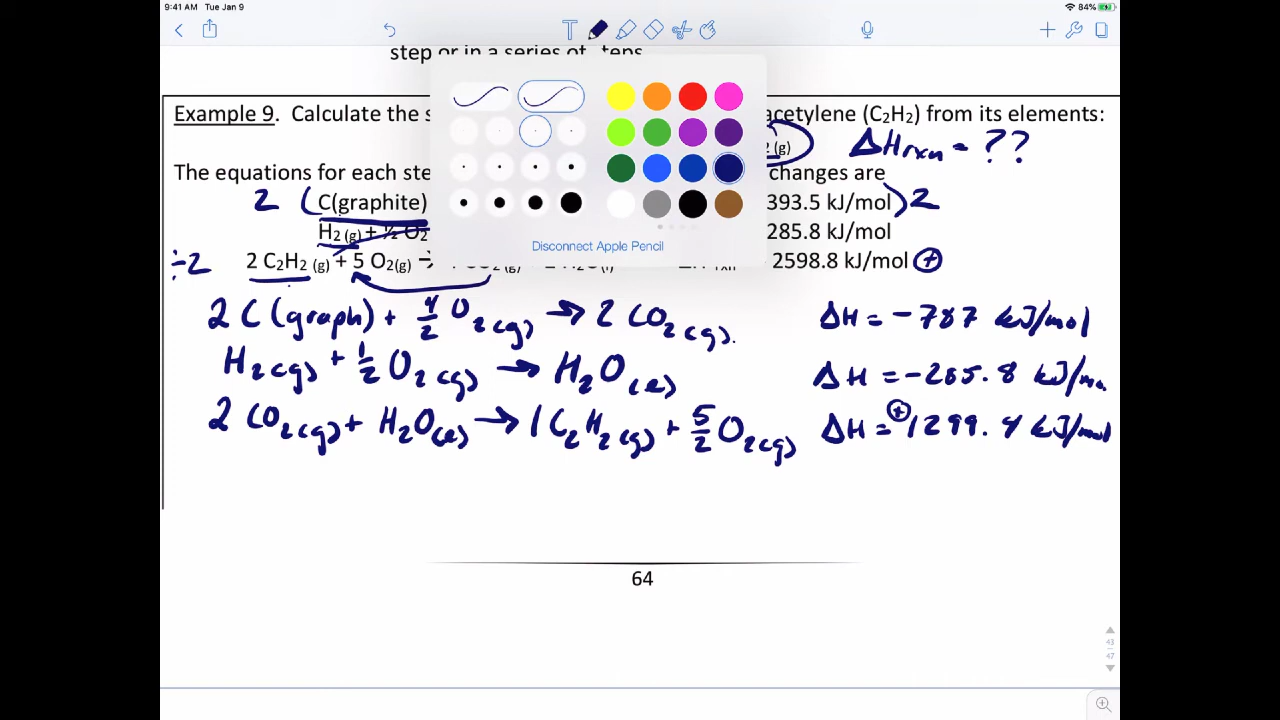 9:41 AM Tue Jan 9
84%
step or in a series of
Example 9. Calculate the s acetylene (C₂H₂) from its elements:
2 (g) ΔHrxn = ??
The equations for each ste changes are
2 ( C(graphite) 393.5 kJ/mol ) 2
H₂ (g) + ½ O₂ 285.8 kJ/mol
÷2 2 C₂H₂ (g) + 5 O₂(g) → 2598.8 kJ/mol +
Disconnect Apple Pencil
2 C (graph) + 4/2 O₂(g) → 2 CO₂(g). ΔH = -787 kJ/mol
H₂(g) + 1/2 O₂(g) → H₂O(l) ΔH = -285.8 kJ/mo.
2 CO₂(g) + H₂O(l) → 1 C₂H₂(g) + 5/2 O₂(g) ΔH = +1299.4 kJ/mol
64
43
47